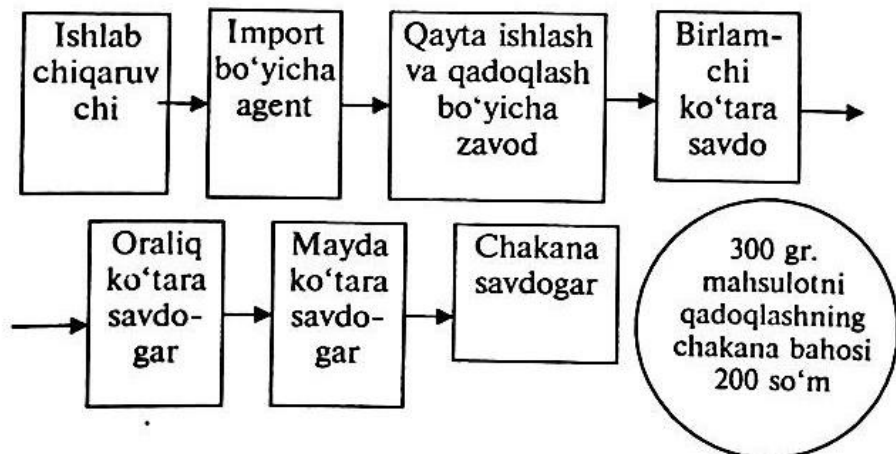 Ishlab
chiqaruv
chi
Import
bo‘yicha
agent
Qayta ishlash
va qadoqlash
bo‘yicha
zavod
Birlam-
chi
ko‘tara
savdo
Oraliq
ko‘tara
savdo-
gar
Mayda
ko‘tara
savdo-
gar
Chakana
savdogar
300 gr.
mahsulotni
qadoqlashning
chakana bahosi
200 so‘m